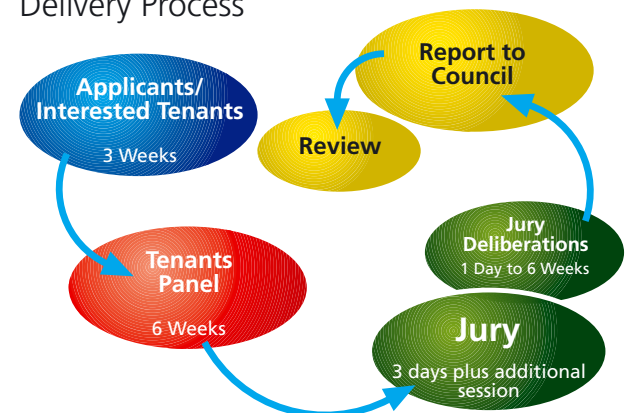 Delivery Process
Applicants/
Interested Tenants
3 Weeks
Tenants
Panel
6 Weeks
Jury
3 days plus additional
session
Jury
Deliberations
1 Day to 6 Weeks
Report to
Council
Review